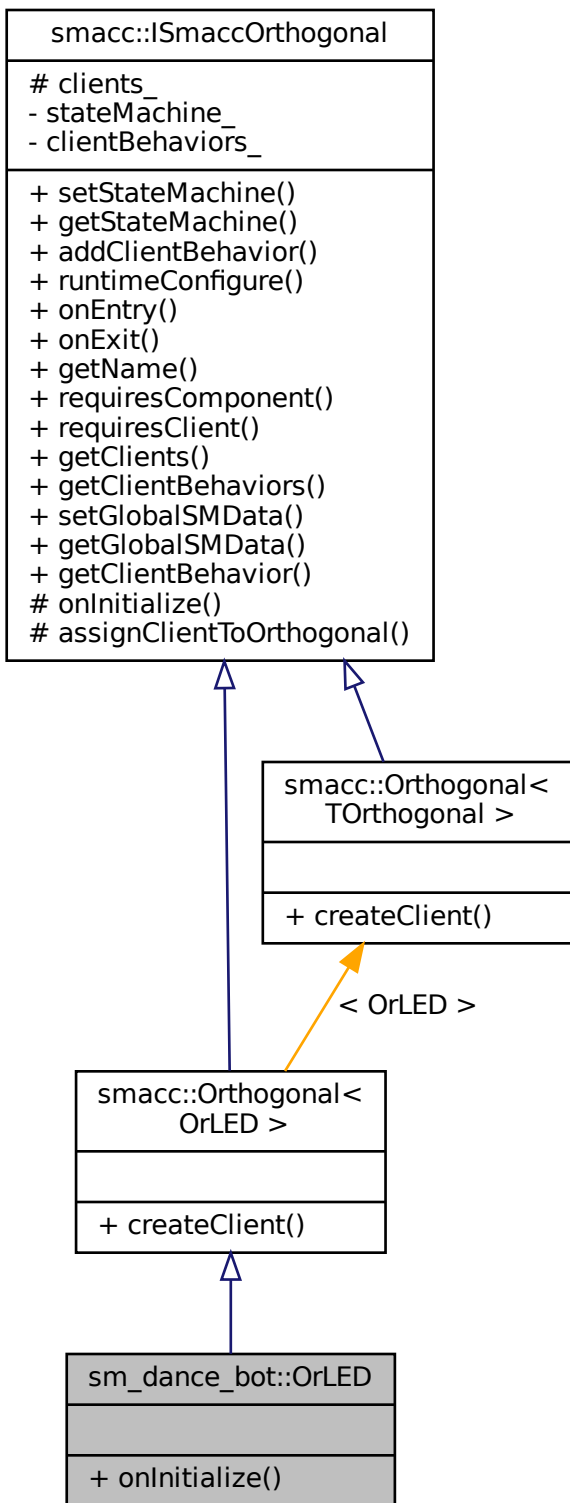 smacc::ISmaccOrthogonal
# clients_
- stateMachine_
- clientBehaviors_
+ setStateMachine()
+ getStateMachine()
+ addClientBehavior()
+ runtimeConfigure()
+ onEntry()
+ onExit()
+ getName()
+ requiresComponent()
+ requiresClient()
+ getClients()
+ getClientBehaviors()
+ setGlobalSMData()
+ getGlobalSMData()
+ getClientBehavior()
# onInitialize()
# assignClientToOrthogonal()
smacc::Orthogonal<
TOrthogonal >
+ createClient()
< OrLED >
smacc::Orthogonal<
OrLED >
+ createClient()
sm_dance_bot::OrLED
+ onInitialize()